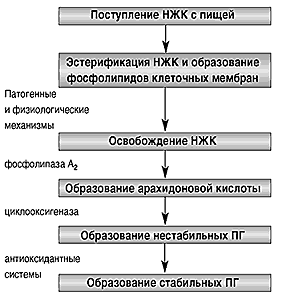 Поступление НЖК с пищей
Эстерификация НЖК и образование
фосфолипидов клеточных мембран
Патогенные
и физиологические
механизмы
Освобождение НЖК
фосфолипаза А₂
Образование арахидоновой кислоты
циклооксигеназа
Образование нестабильных ПГ
антиоксидантные
системы
Образование стабильных ПГ